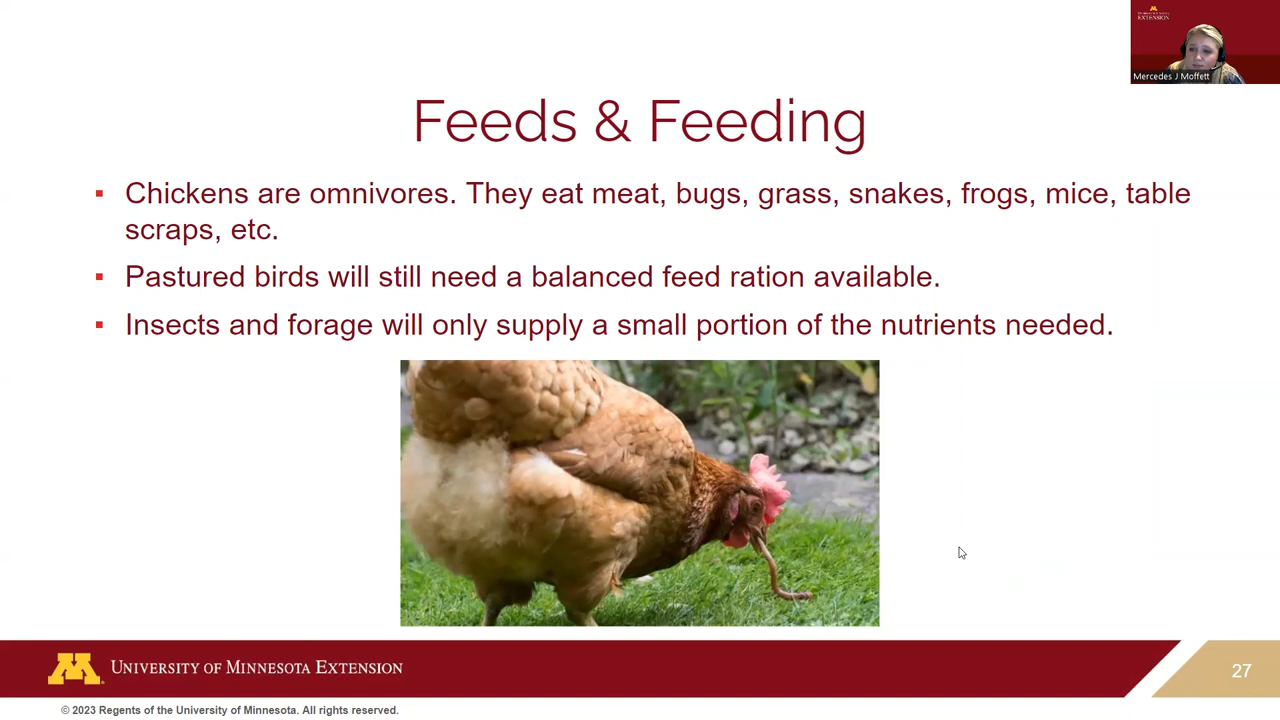 EXTENSION
Mercedes J Moffett
Feeds & Feeding
▪ Chickens are omnivores. They eat meat, bugs, grass, snakes, frogs, mice, table
scraps, etc.
▪ Pastured birds will still need a balanced feed ration available.
▪ Insects and forage will only supply a small portion of the nutrients needed.
M
UNIVERSITY OF MINNESOTA EXTENSION
27
© 2023 Regents of the University of Minnesota. All rights reserved.